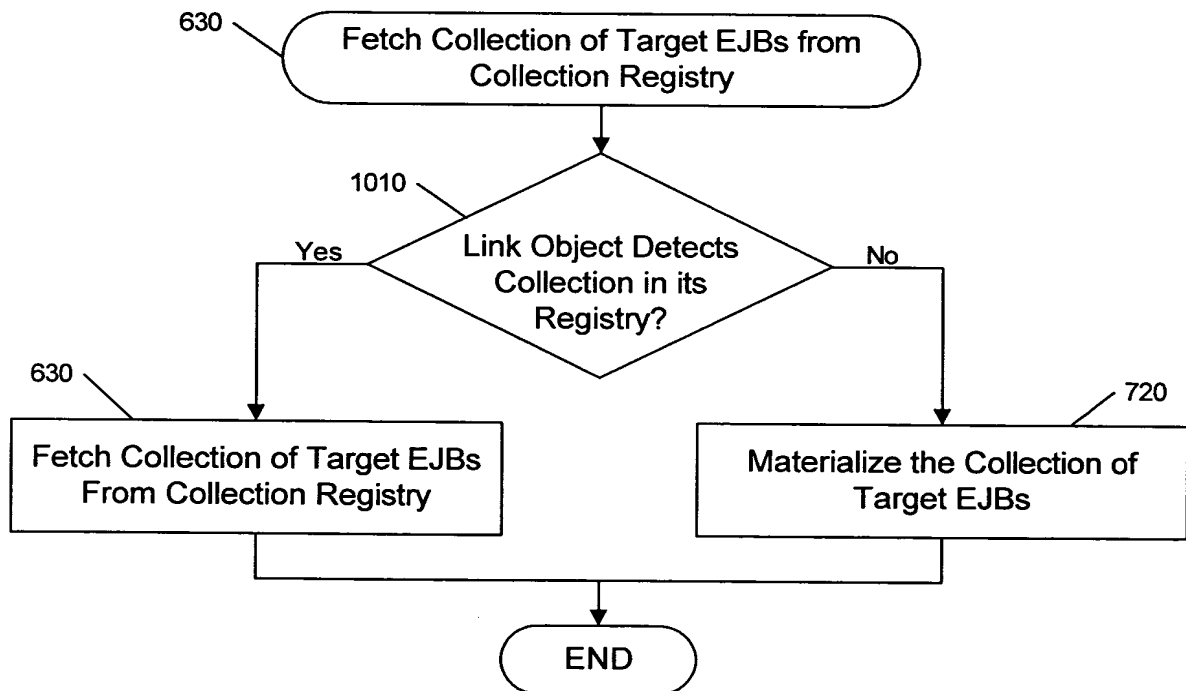 630
Fetch Collection of Target EJBs from
Collection Registry
1010
Link Object Detects
Collection in its
Registry?
Yes
No
630
Fetch Collection of Target EJBs
From Collection Registry
720
Materialize the Collection of
Target EJBs
END